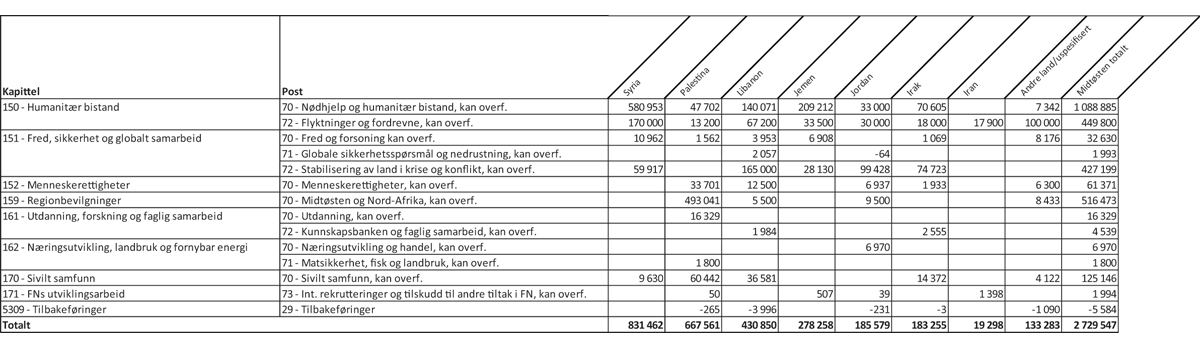 Kapittel Post Syria Palestina Libanon Jemen Jordan Irak Iran Andre land/uspesifisert Midtøsten totalt
150 - Humanitær bistand 70 - Nødhjelp og humanitær bistand, kan overf. 580 953 47 702 140 071 209 212 33 000 70 605 7 342 1 088 885
72 - Flyktninger og fordrevne, kan overf. 170 000 13 200 67 200 33 500 30 000 18 000 17 900 100 000 449 800
151 - Fred, sikkerhet og globalt samarbeid 70 - Fred og forsoning kan overf. 10 962 1 562 3 953 6 908 1 069 8 176 32 630
71 - Globale sikkerhetsspørsmål og nedrustning, kan overf. 2 057 -64 1 993
72 - Stabilisering av land i krise og konflikt, kan overf. 59 917 165 000 28 130 99 428 74 723 427 199
152 - Menneskerettigheter 70 - Menneskerettigheter, kan overf. 33 701 12 500 6 937 1 933 6 300 61 371
159 - Regionbevilgninger 70 - Midtøsten og Nord-Afrika, kan overf. 493 041 5 500 9 500 8 433 516 473
161 - Utdanning, forskning og faglig samarbeid 70 - Utdanning, kan overf. 16 329 16 329
72 - Kunnskapsbanken og faglig samarbeid, kan overf. 1 984 2 555 4 539
162 - Næringsutvikling, landbruk og fornybar energi 70 - Næringsutvikling og handel, kan overf. 6 970 6 970
71 - Matsikkerhet, fisk og landbruk, kan overf. 1 800 1 800
170 - Sivilt samfunn 70 - Sivilt samfunn, kan overf. 9 630 60 442 36 581 14 372 4 122 125 146
171 - FNs utviklingsarbeid 73 - Int. rekrutteringer og tilskudd til andre tiltak i FN, kan overf. 50 507 39 1 398 1 994
5309 - Tilbakeføringer 29 - Tilbakeføringer -265 -3 996 -231 -3 -1 090 -5 584
Totalt 831 462 667 561 430 850 278 258 185 579 183 255 19 298 133 283 2 729 547